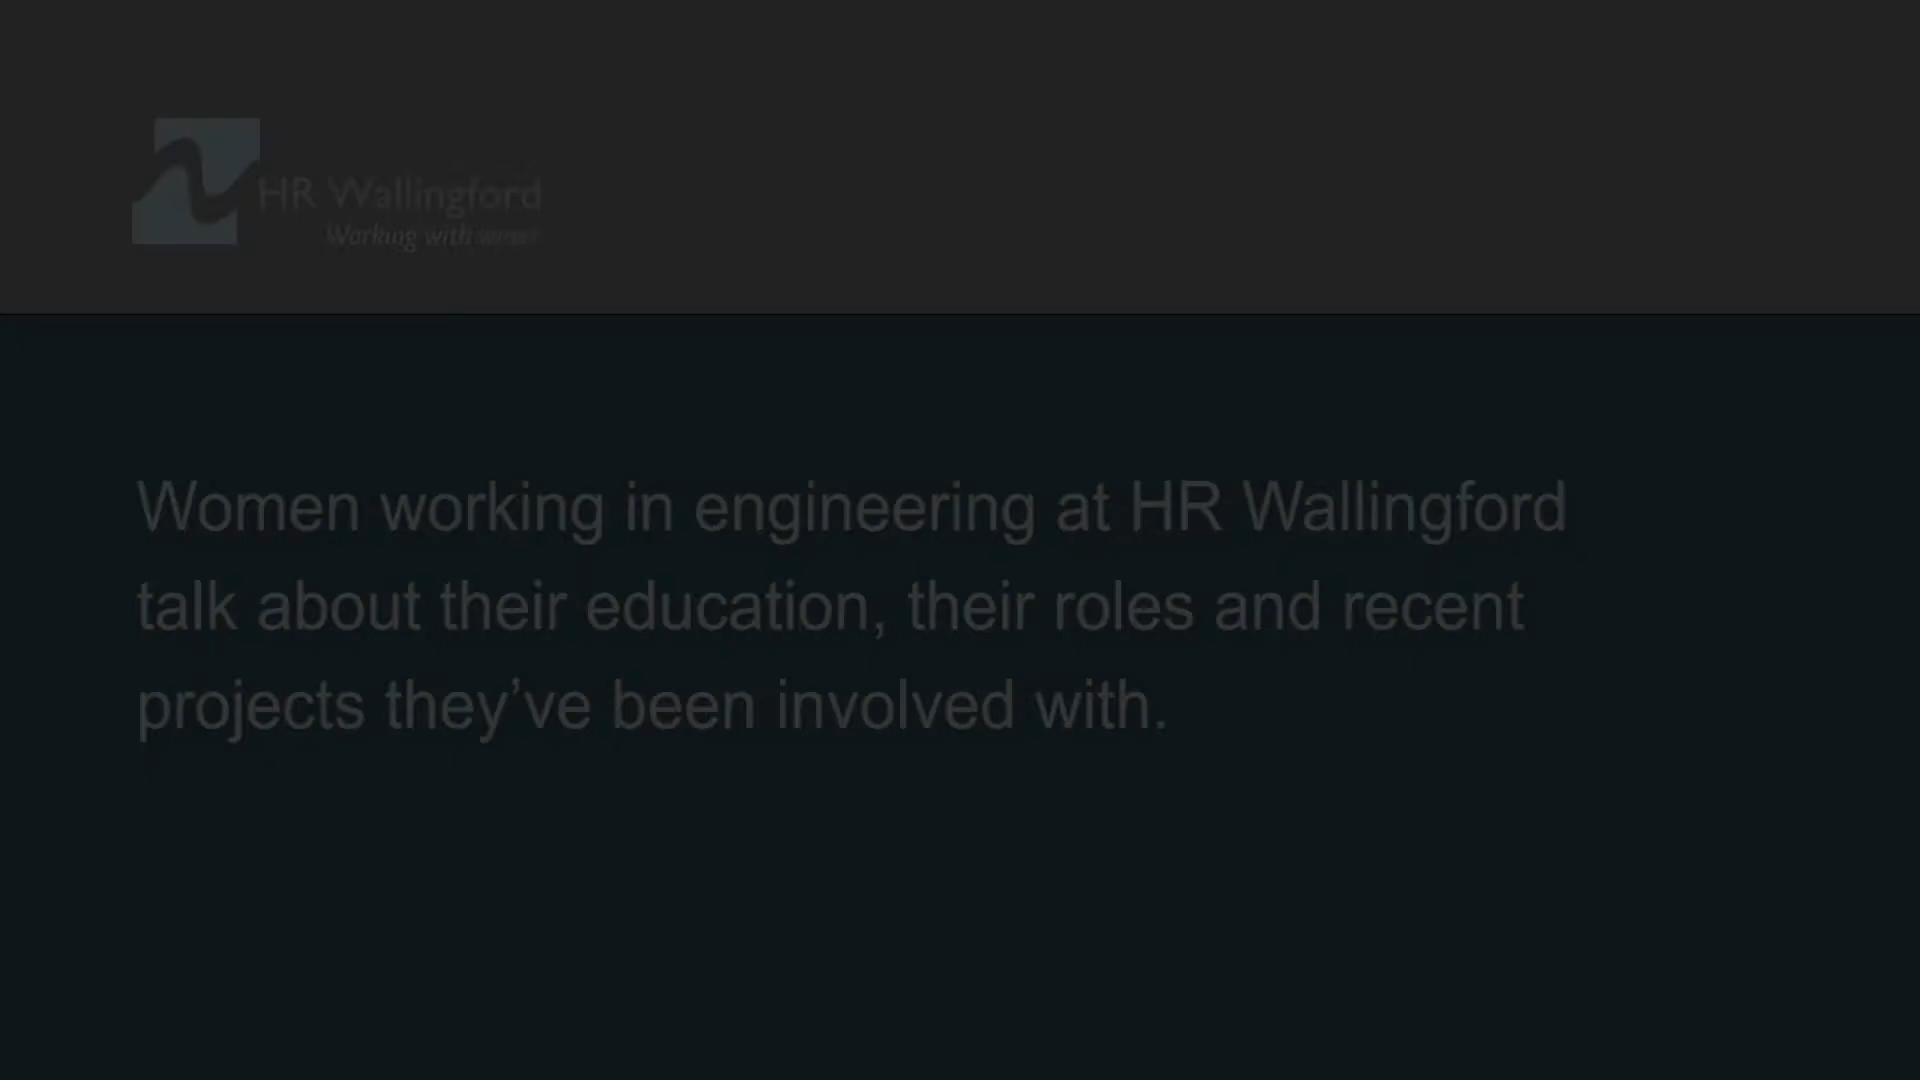 HR Wallingford
Working with water
Women working in engineering at HR Wallingford
talk about their education, their roles and recent
projects they’ve been involved with.